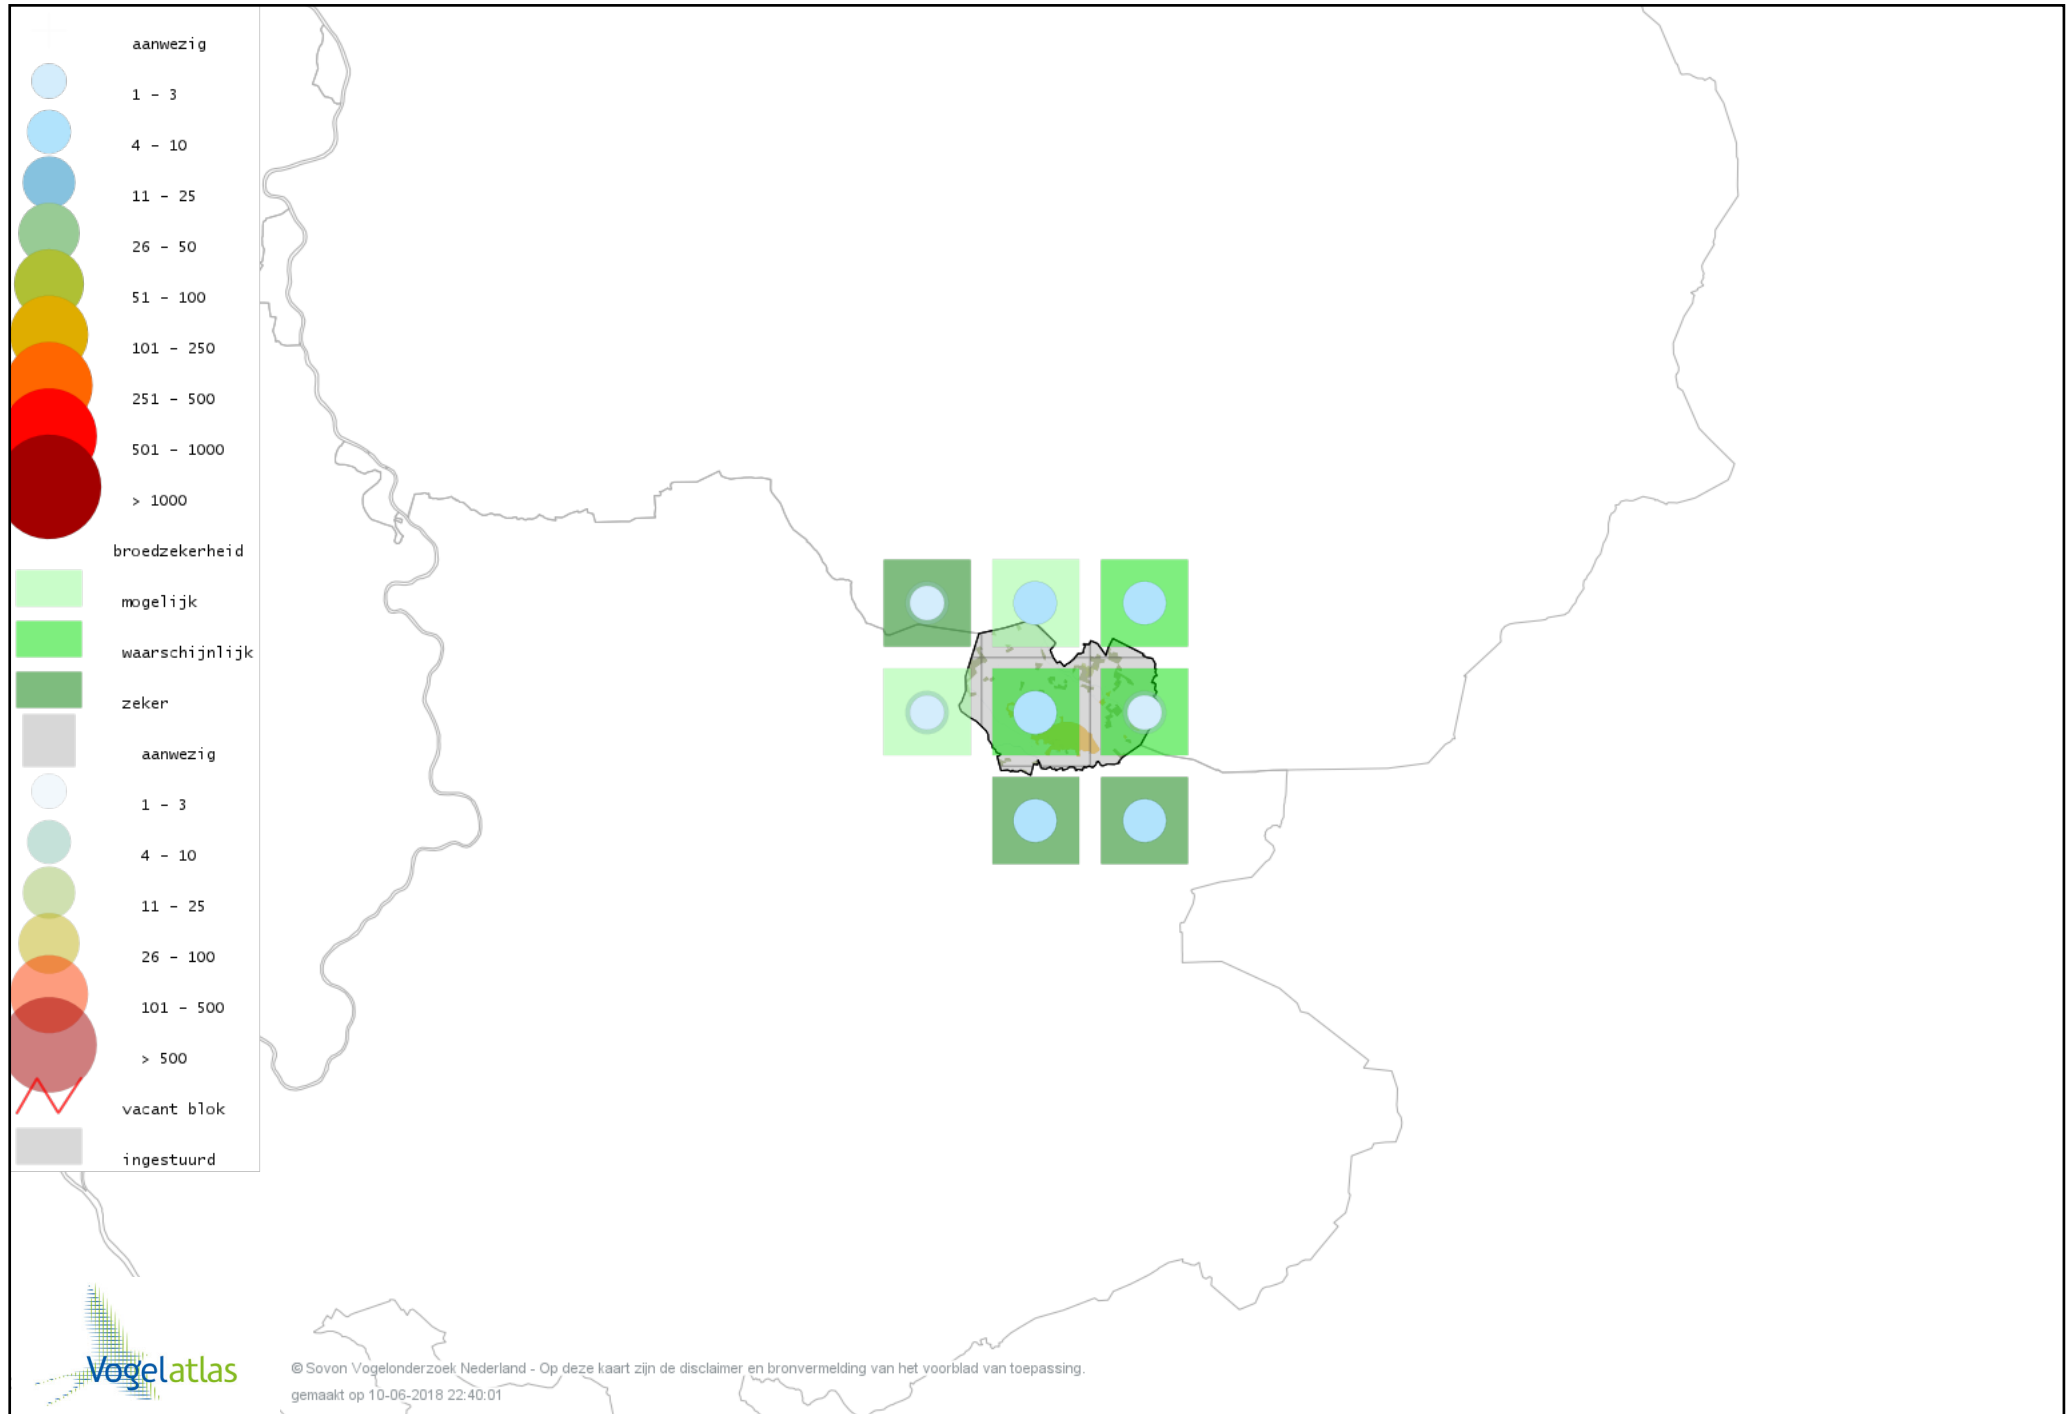 aanwezig
1 - 3
4 - 10
11 - 25
26 - 50
51 - 100
101 - 250
251 - 500
501 - 1000
> 1000
broedzekerheid
mogelijk
waarschijnlijk
zeker
aanwezig
1 - 3
4 - 10
11 - 25
26 - 100
101 - 500
> 500
vacant blok
ingestuurd
Vogelatlas
© Sovon Vogelonderzoek Nederland - Op deze kaart zijn de disclaimer en bronvermelding van het voorblad van toepassing.
gemaakt op 10-06-2018 22:40:01